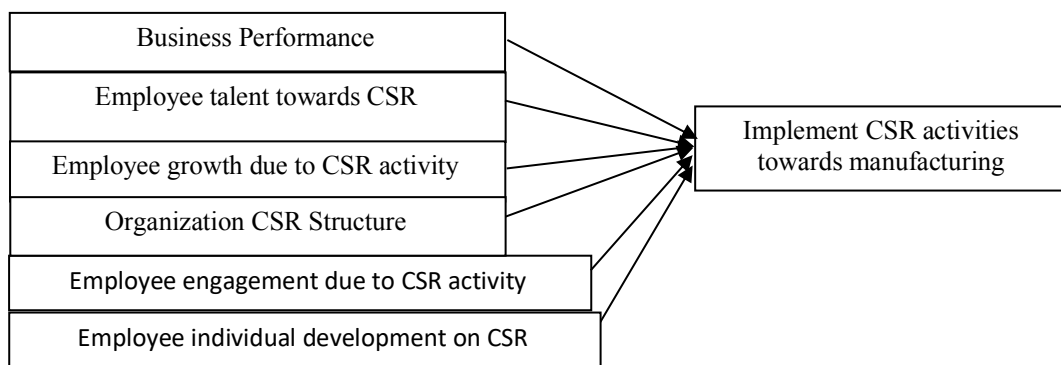 Business Performance
Employee talent towards CSR
Employee growth due to CSR activity
Organization CSR Structure
Employee engagement due to CSR activity
Employee individual development on CSR
Implement CSR activities
towards manufacturing